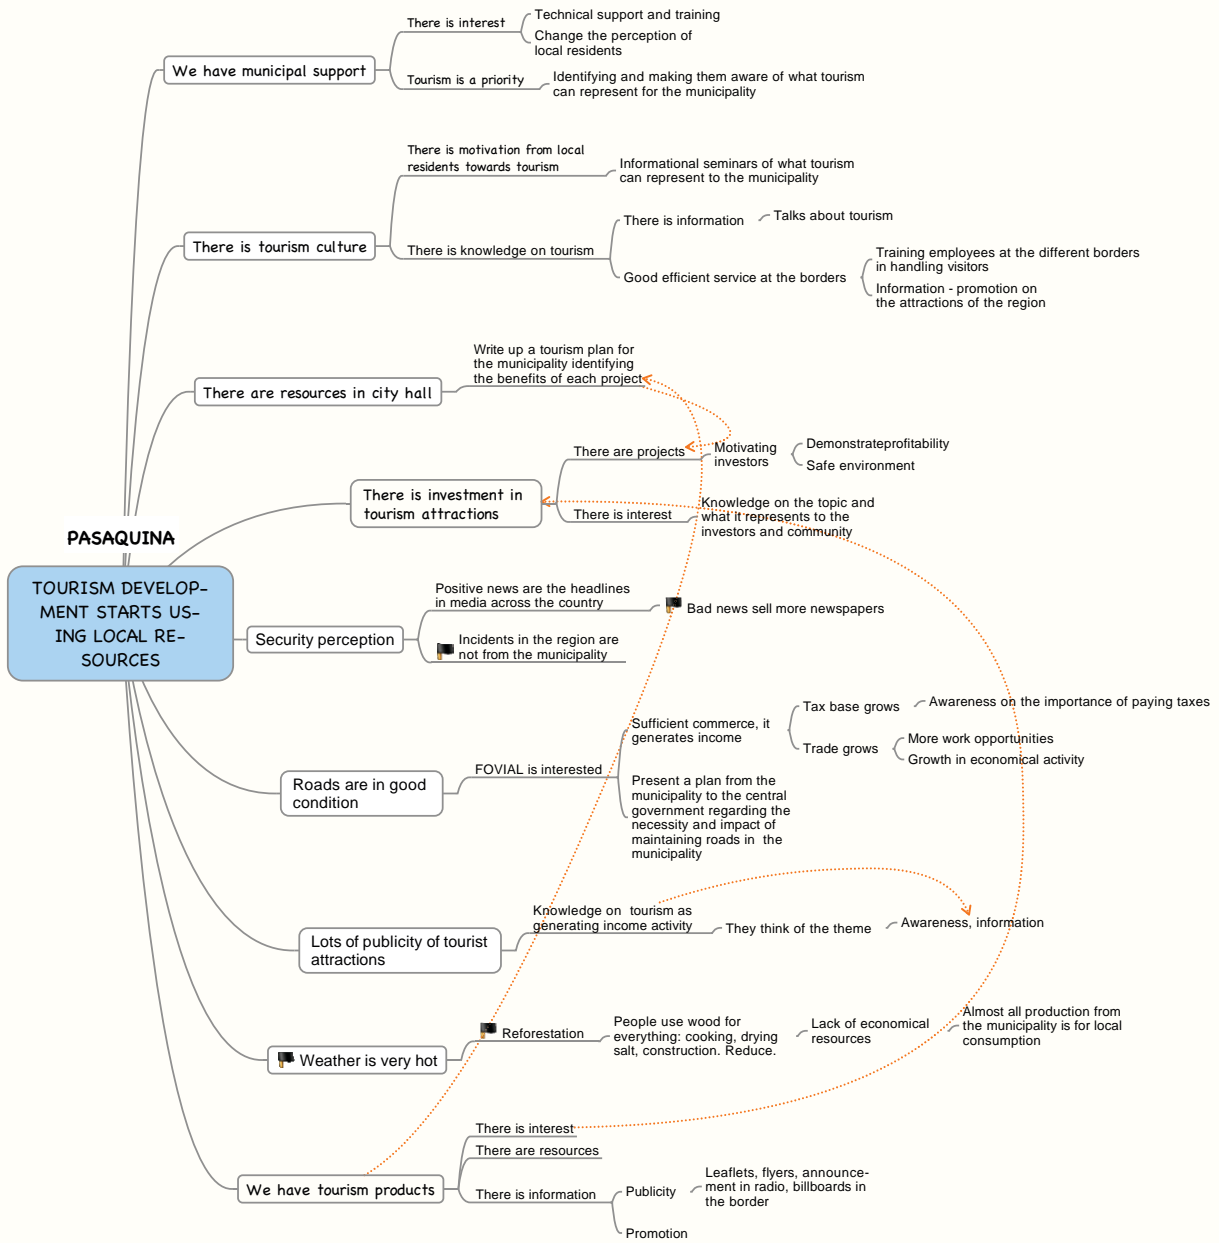 There is interest
Technical support and training
Change the perception of
local residents
We have municipal support
Tourism is a priority
Identifying and making them aware of what tourism
can represent for the municipality
There is motivation from local
residents towards tourism
Informational seminars of what tourism
can represent to the municipality
There is tourism culture
There is knowledge on tourism
There is information
Talks about tourism
Good efficient service at the borders
Training employees at the different borders
in handling visitors
Information - promotion on
the attractions of the region
There are resources in city hall
Write up a tourism plan for
the municipality identifying
the benefits of each project
There is investment in
tourism attractions
There are projects
Motivating
investors
Demonstrateprofitability
Safe environment
There is interest
Knowledge on the topic and
what it represents to the
investors and community
PASAQUINA
TOURISM DEVELOP-
MENT STARTS US-
ING LOCAL RE-
SOURCES
Security perception
Positive news are the headlines
in media across the country
Bad news sell more newspapers
Incidents in the region are
not from the municipality
Roads are in good
condition
FOVIAL is interested
Sufficient commerce, it
generates income
Tax base grows
Awareness on the importance of paying taxes
Trade grows
More work opportunities
Growth in economical activity
Present a plan from the
municipality to the central
government regarding the
necessity and impact of
maintaining roads in  the
municipality
Lots of publicity of tourist
attractions
Knowledge on  tourism as
generating income activity
They think of the theme
Awareness, information
Weather is very hot
Reforestation
People use wood for
everything: cooking, drying
salt, construction. Reduce.
Lack of economical
resources
Almost all production from
the municipality is for local
consumption
We have tourism products
There is interest
There are resources
There is information
Publicity
Leaflets, flyers, announce-
ment in radio, billboards in
the border
Promotion